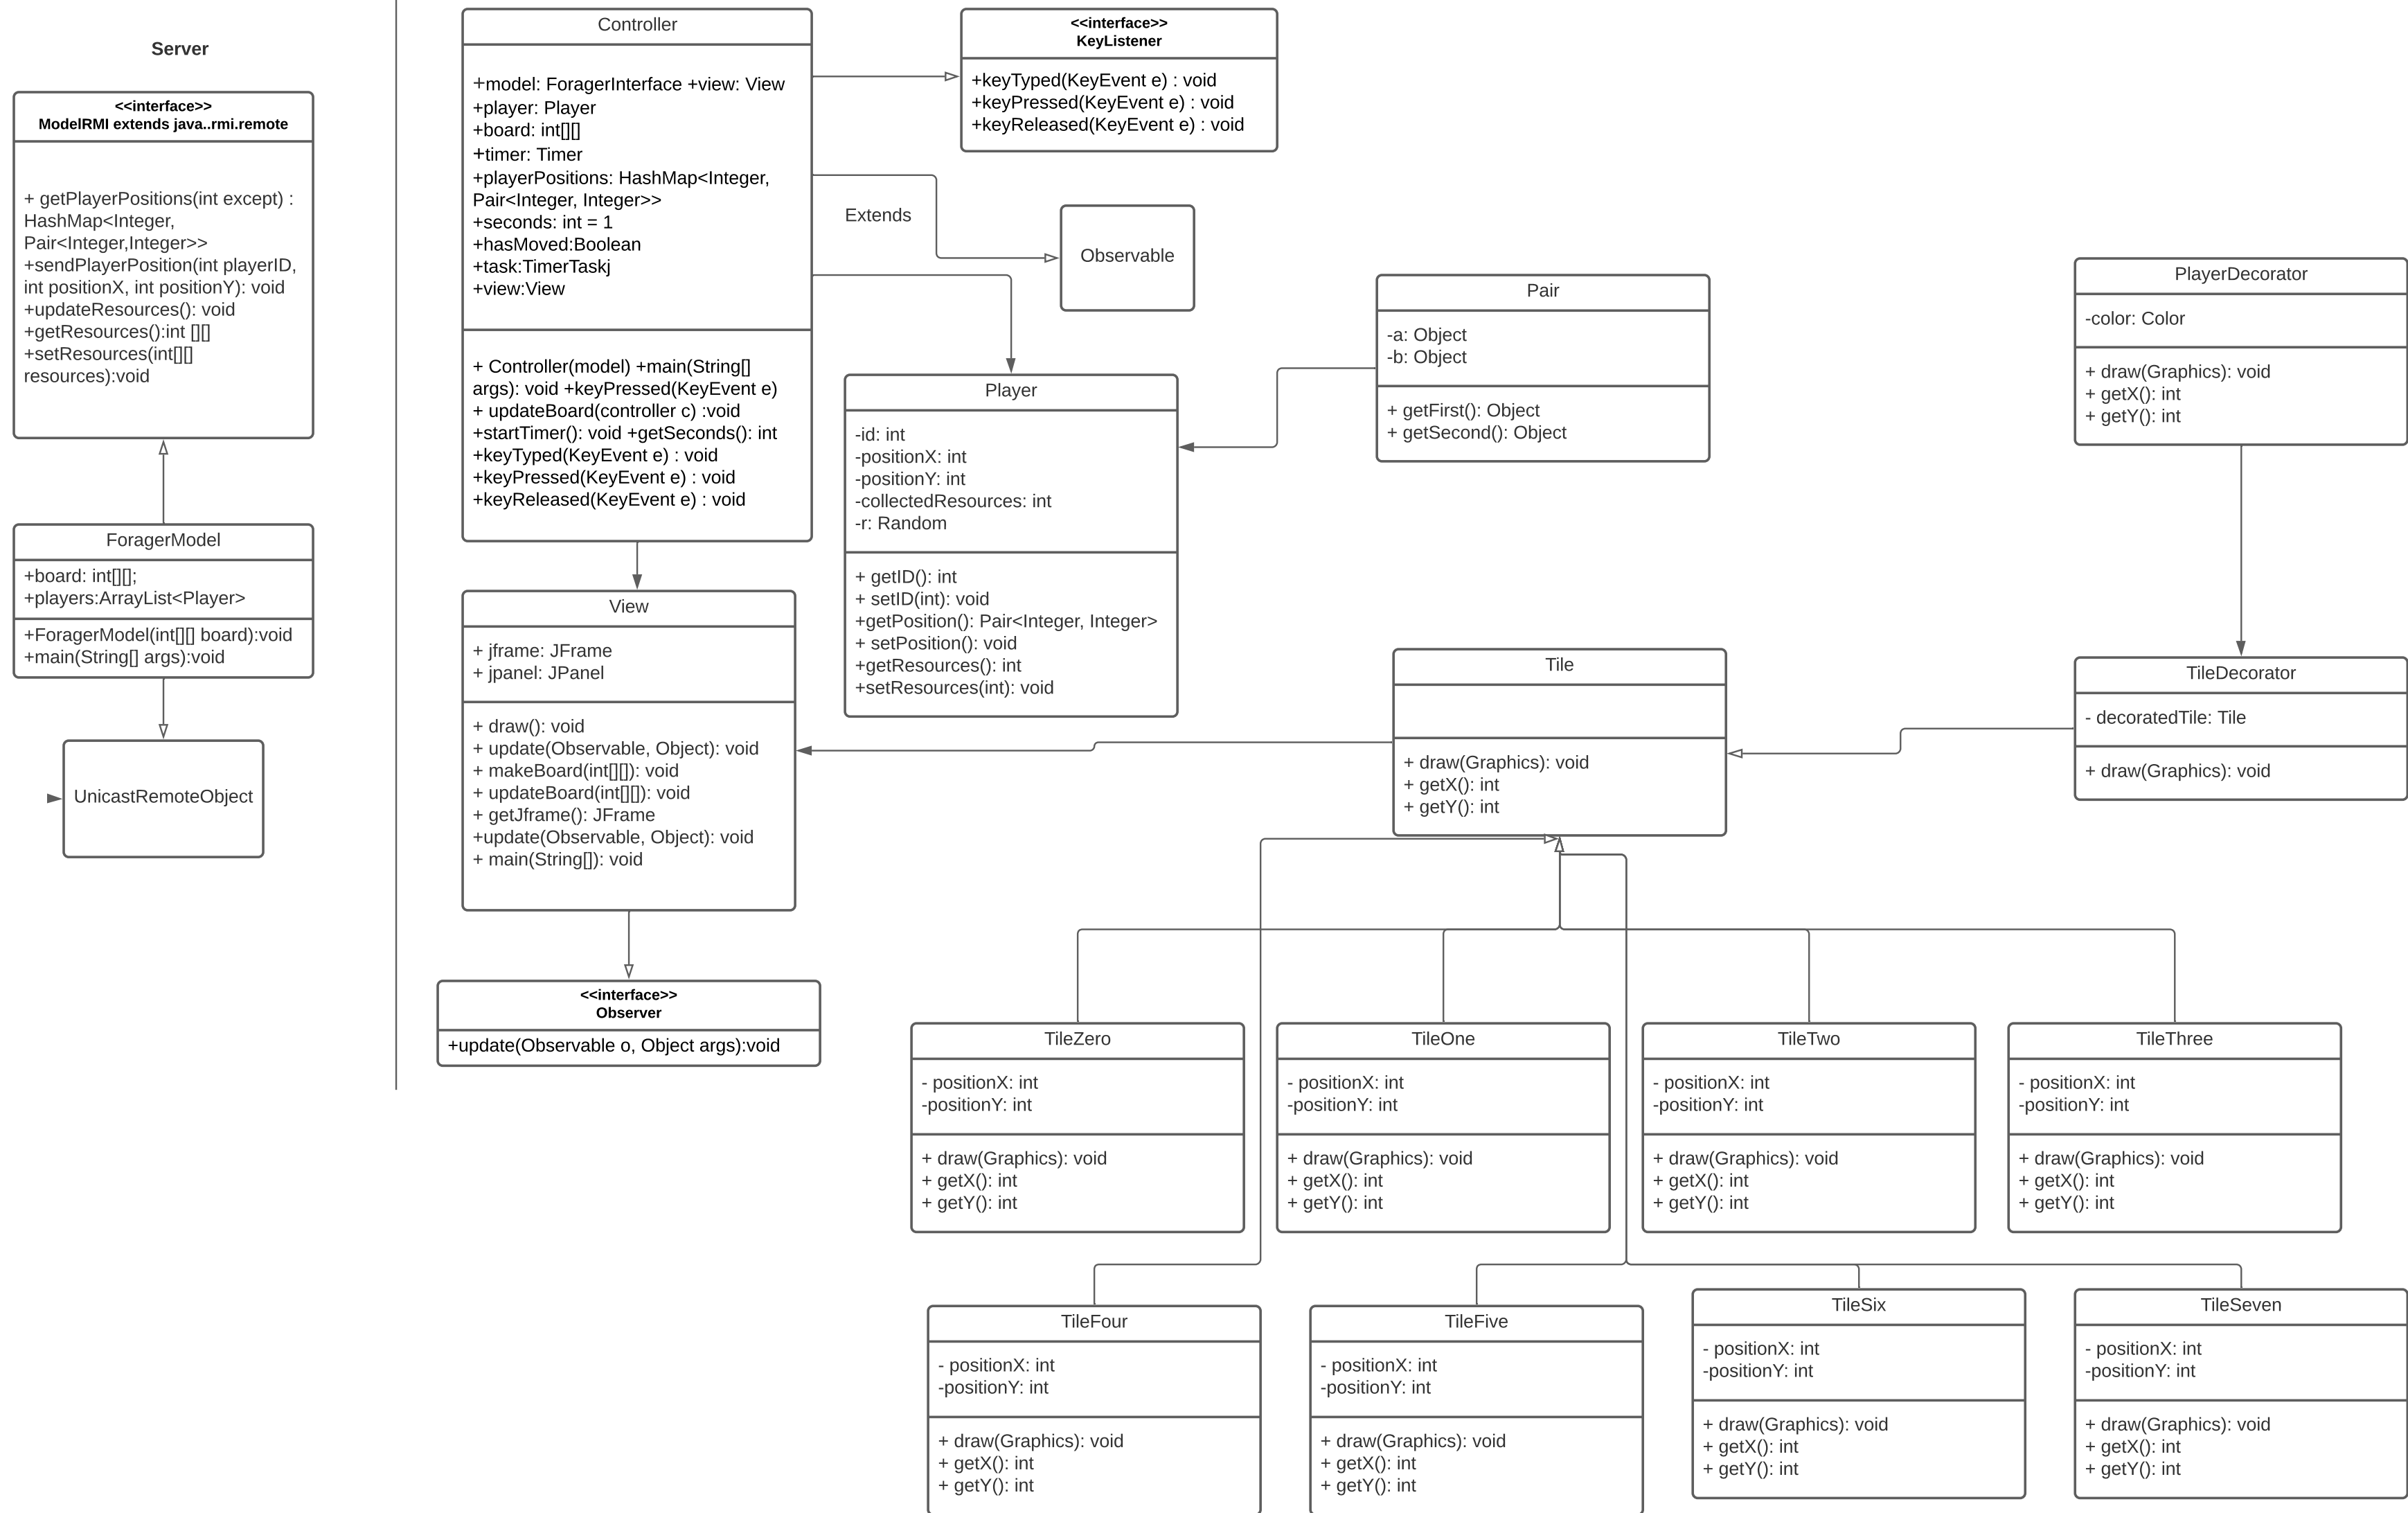 Server
<<interface>>
ModelRMI extends java..rmi.remote
+ getPlayerPositions(int except) :
HashMap<Integer,
Pair<Integer,Integer>>
+sendPlayerPosition(int playerID,
int positionX, int positionY): void
+updateResources(): void
+getResources():int [][]
+setResources(int[][]
resources):void
ForagerModel
+board: int[][];
+players:ArrayList<Player>
+ForagerModel(int[][] board):void
+main(String[] args):void
UnicastRemoteObject
Controller
+model: ForagerInterface +view: View
+player: Player
+board: int[][]
+timer: Timer
+playerPositions: HashMap<Integer,
Pair<Integer, Integer>>
+seconds: int = 1
+hasMoved:Boolean
+task:TimerTaskj
+view:View
+ Controller(model) +main(String[]
args): void +keyPressed(KeyEvent e)
+ updateBoard(controller c) :void
+startTimer(): void +getSeconds(): int
+keyTyped(KeyEvent e) : void
+keyPressed(KeyEvent e) : void
+keyReleased(KeyEvent e) : void
<<interface>>
KeyListener
+keyTyped(KeyEvent e) : void
+keyPressed(KeyEvent e) : void
+keyReleased(KeyEvent e) : void
Extends
Observable
Player
-id: int
-positionX: int
-positionY: int
-collectedResources: int
-r: Random
+ getID(): int
+ setID(int): void
+getPosition(): Pair<Integer, Integer>
+ setPosition(): void
+getResources(): int
+setResources(int): void
Pair
-a: Object
-b: Object
+ getFirst(): Object
+ getSecond(): Object
PlayerDecorator
-color: Color
+ draw(Graphics): void
+ getX(): int
+ getY(): int
View
+ jframe: JFrame
+ jpanel: JPanel
+ draw(): void
+ update(Observable, Object): void
+ makeBoard(int[][]): void
+ updateBoard(int[][]): void
+ getJframe(): JFrame
+update(Observable, Object): void
+ main(String[]): void
<<interface>>
Observer
+update(Observable o, Object args):void
Tile
+ draw(Graphics): void
+ getX(): int
+ getY(): int
TileDecorator
- decoratedTile: Tile
+ draw(Graphics): void
TileZero
- positionX: int
-positionY: int
+ draw(Graphics): void
+ getX(): int
+ getY(): int
TileOne
- positionX: int
-positionY: int
+ draw(Graphics): void
+ getX(): int
+ getY(): int
TileTwo
- positionX: int
-positionY: int
+ draw(Graphics): void
+ getX(): int
+ getY(): int
TileThree
- positionX: int
-positionY: int
+ draw(Graphics): void
+ getX(): int
+ getY(): int
TileFour
- positionX: int
-positionY: int
+ draw(Graphics): void
+ getX(): int
+ getY(): int
TileFive
- positionX: int
-positionY: int
+ draw(Graphics): void
+ getX(): int
+ getY(): int
TileSix
- positionX: int
-positionY: int
+ draw(Graphics): void
+ getX(): int
+ getY(): int
TileSeven
- positionX: int
-positionY: int
+ draw(Graphics): void
+ getX(): int
+ getY(): int